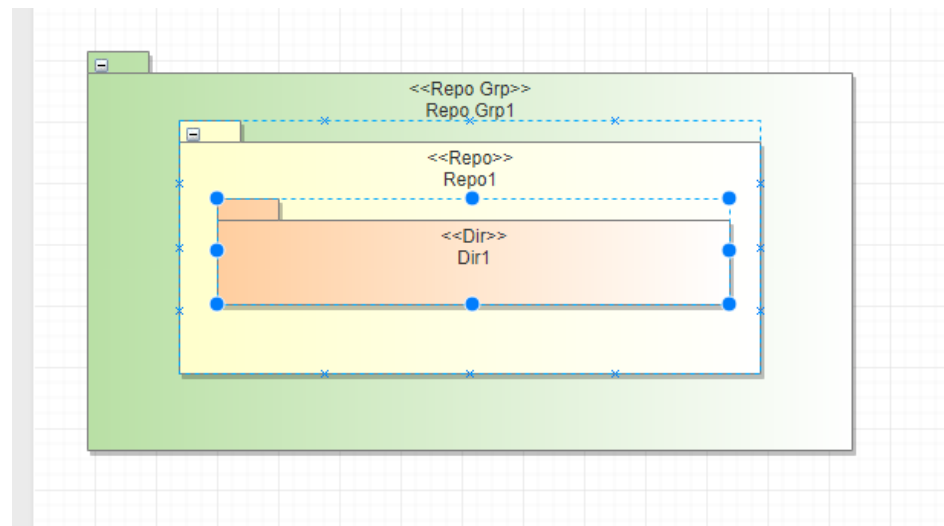 <<Repo Grp>>
Repo Grp1
<<Repo>>
Repo1
<<Dir>>
Dir1